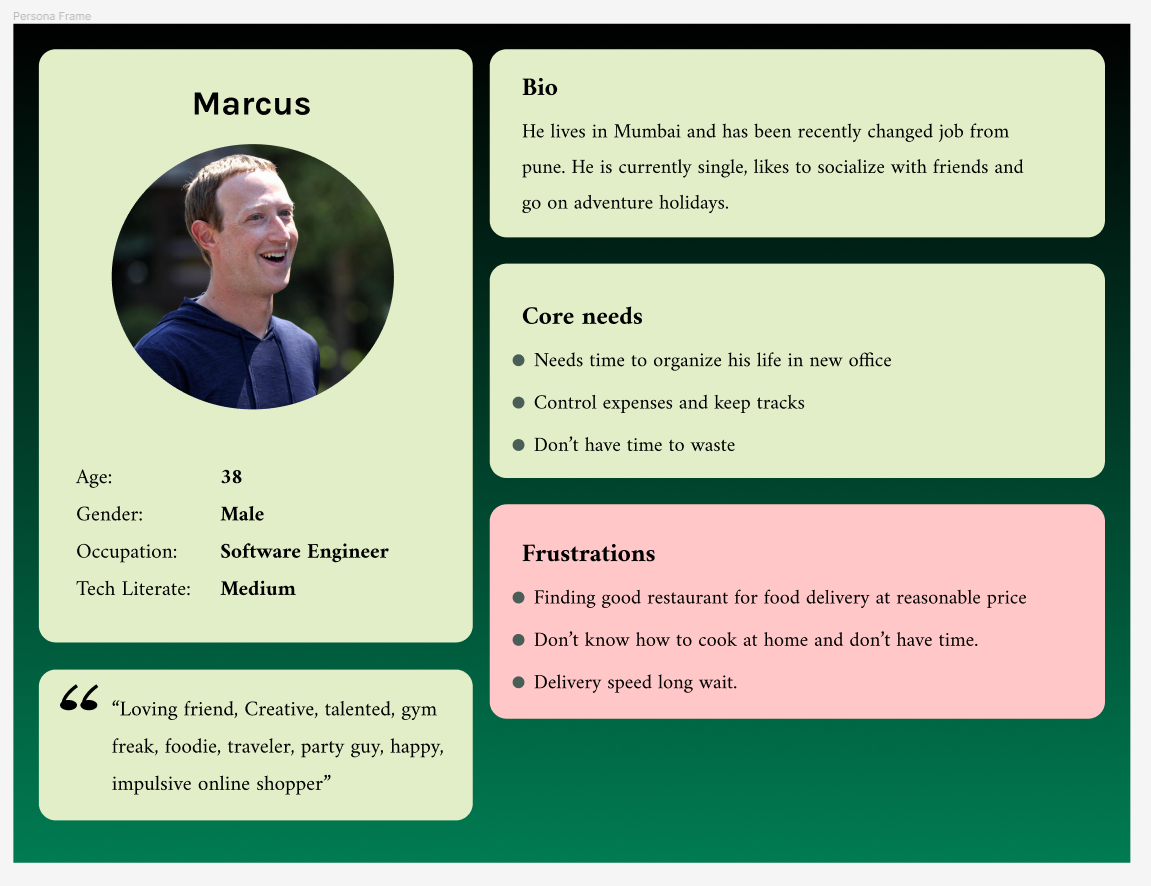 Persona Frame
Marcus
Age: 38
Gender: Male
Occupation: Software Engineer
Tech Literate: Medium
“
“Loving friend, Creative, talented, gym
freak, foodie, traveler, party guy, happy,
impulsive online shopper”
Bio
He lives in Mumbai and has been recently changed job from
pune. He is currently single, likes to socialize with friends and
go on adventure holidays.
Core needs
Needs time to organize his life in new office
Control expenses and keep tracks
Don’t have time to waste
Frustrations
Finding good restaurant for food delivery at reasonable price
Don’t know how to cook at home and don’t have time.
Delivery speed long wait.